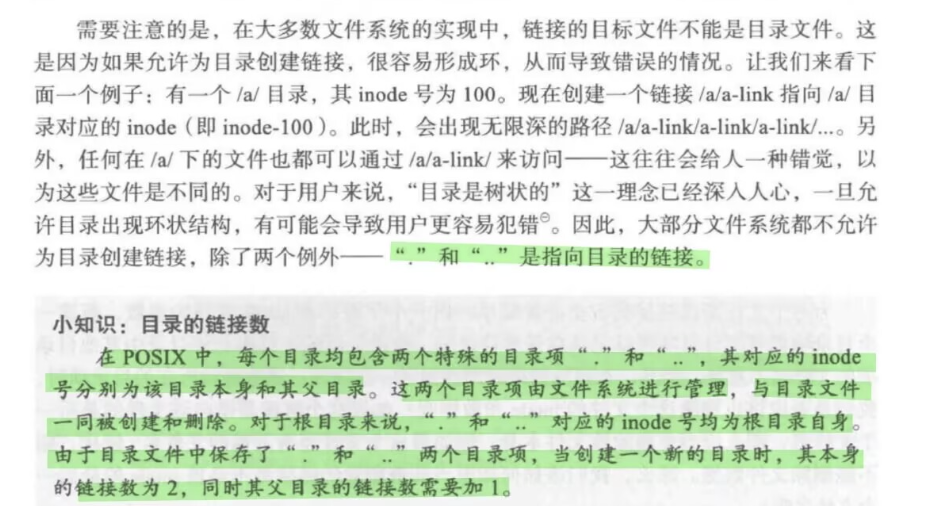 需要注意的是，在大多数文件系统的实现中，链接的目标文件不能是目录文件。这
是因为如果允许为目录创建链接，很容易形成环，从而导致错误的情况。让我们来看下
面一个例子：有一个 /a/ 目录，其 inode 号为 100。现在创建一个链接 /a/a-link 指向 /a/ 目
录对应的 inode（即 inode-100）。此时，会出现无限深的路径 /a/a-link/a-link/a-link/...。另
外，任何在 /a/ 下的文件也都可以通过 /a/a-link/ 来访问——这往往会给人一种错觉，以
为这些文件是不同的。对于用户来说，“目录是树状的”这一理念已经深入人心，一旦允
许目录出现环状结构，有可能会导致用户更容易犯错㊀。因此，大部分文件系统都不允许
为目录创建链接，除了两个例外—— “.” 和 “..” 是指向目录的链接。
小知识：目录的链接数
在 POSIX 中，每个目录均包含两个特殊的目录项 “.” 和 “..”，其对应的 inode
号分别为该目录本身和其父目录。这两个目录项由文件系统进行管理，与目录文件
一同被创建和删除。对于根目录来说，“.” 和 “..” 对应的 inode 号均为根目录自身。
由于目录文件中保存了 “.” 和 “..” 两个目录项，当创建一个新的目录时，其本身
的链接数为 2，同时其父目录的链接数需要加 1。